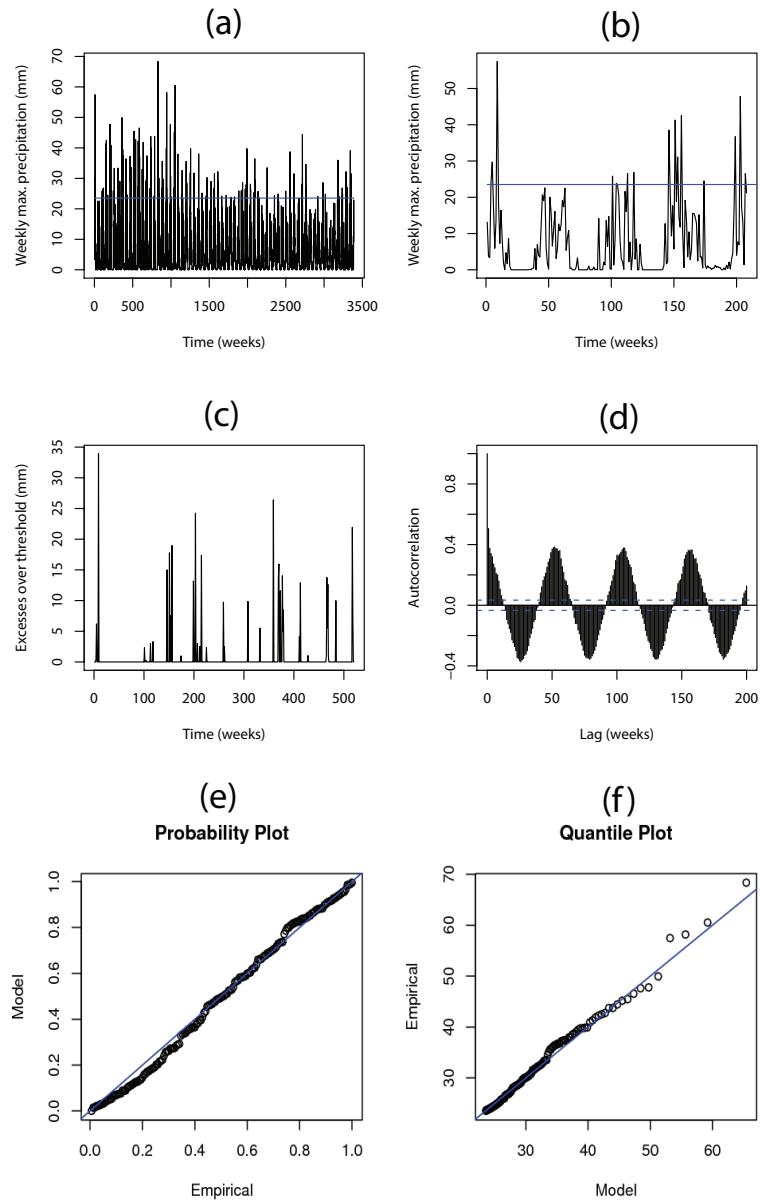 (a)
Weekly max. precipitation (mm)
0 10 20 30 40 50 60 70
0 500 1500 2500 3500
Time (weeks)
(b)
Weekly max. precipitation (mm)
0 10 20 30 40 50
0 50 100 150 200
Time (weeks)
(c)
Excesses over threshold (mm)
0 5 10 15 20 25 30 35
0 100 200 300 400 500
Time (weeks)
(d)
Autocorrelation
−0.4 0.0 0.4 0.8
0 50 100 150 200
Lag (weeks)
(e)
Probability Plot
Model
0.0 0.2 0.4 0.6 0.8 1.0
0.0 0.2 0.4 0.6 0.8 1.0
Empirical
(f)
Quantile Plot
Empirical
30 40 50 60 70
30 40 50 60
Model